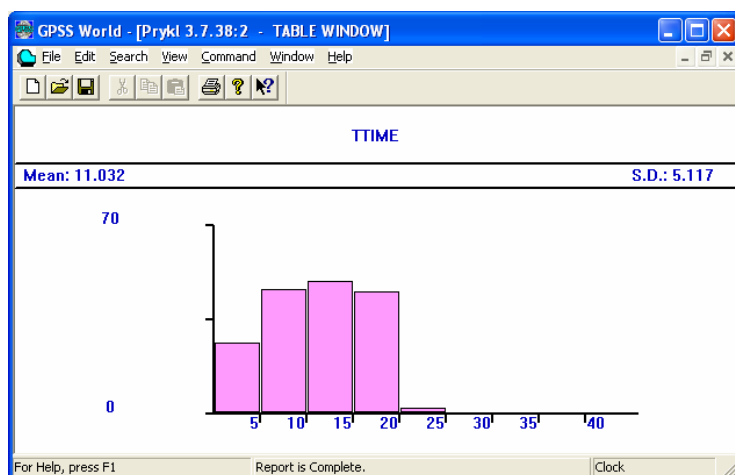 GPSS World - [Prykl 3.7.38:2 - TABLE WINDOW]
File Edit Search View Command Window Help
TTIME
Mean: 11.032 S.D.: 5.117
70
0
5 10 15 20 25 30 35 40
For Help, press F1 Report is Complete. Clock